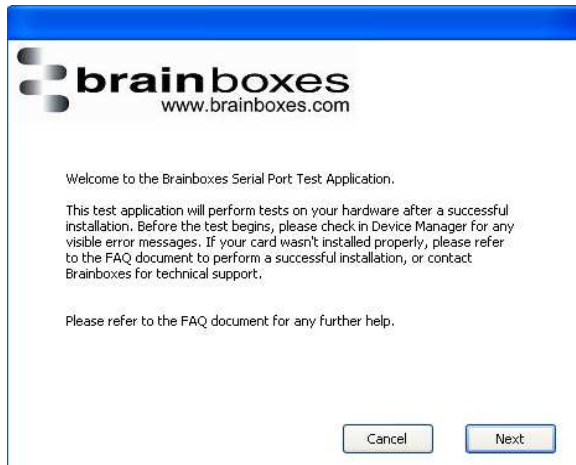 brainboxes
www.brainboxes.com
Welcome to the Brainboxes Serial Port Test Application.
This test application will perform tests on your hardware after a successful
installation. Before the test begins, please check in Device Manager for any
visible error messages. If your card wasn't installed properly, please refer
to the FAQ document to perform a successful installation, or contact
Brainboxes for technical support.
Please refer to the FAQ document for any further help.
Cancel
Next